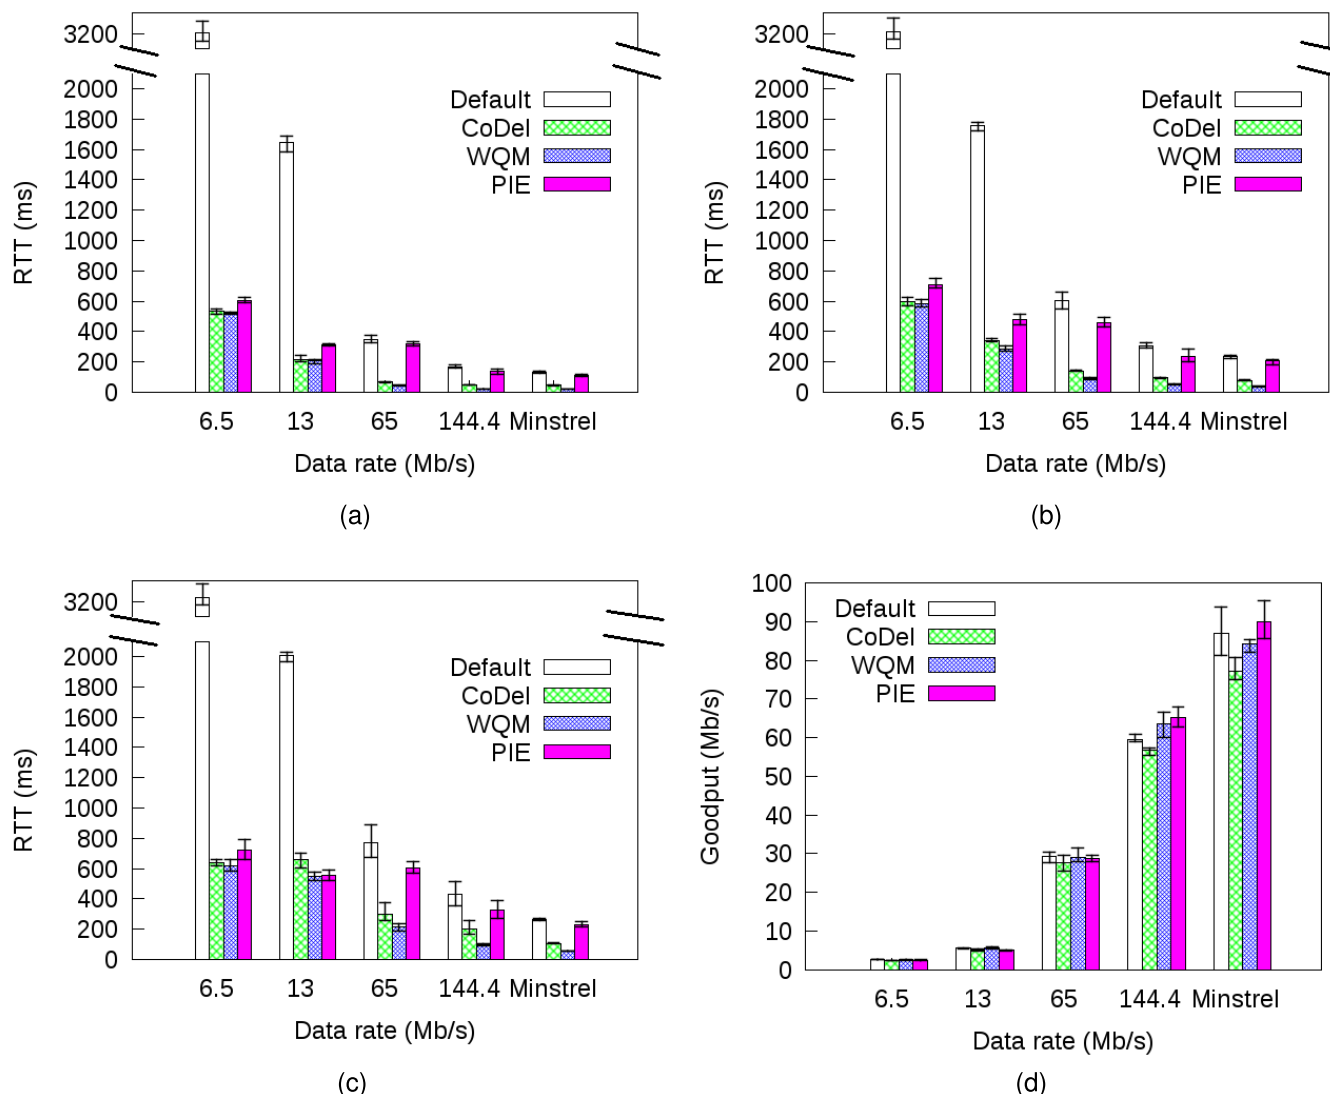 3200
2000
1800
1600
1400
1200
1000
800
600
400
200
0
RTT (ms)
Default
CoDel
WQM
PIE
6.5 13 65 144.4 Minstrel
Data rate (Mb/s)
(a)
3200
2000
1800
1600
1400
1200
1000
800
600
400
200
0
RTT (ms)
Default
CoDel
WQM
PIE
6.5 13 65 144.4 Minstrel
Data rate (Mb/s)
(b)
3200
2000
1800
1600
1400
1200
1000
800
600
400
200
0
RTT (ms)
Default
CoDel
WQM
PIE
6.5 13 65 144.4 Minstrel
Data rate (Mb/s)
(c)
100
90
80
70
60
50
40
30
20
10
0
Goodput (Mb/s)
Default
CoDel
WQM
PIE
6.5 13 65 144.4 Minstrel
Data rate (Mb/s)
(d)